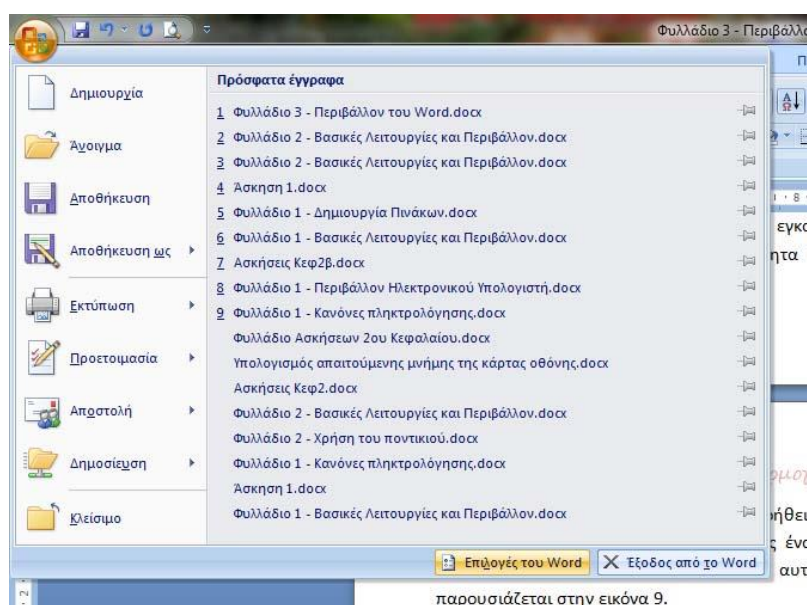 Φυλλάδιο 3 - Περιβάλλο
Δημιουργία
Άνοιγμα
Αποθήκευση
Αποθήκευση ως
Εκτύπωση
Προετοιμασία
Αποστολή
Δημοσίευση
Κλείσιμο
Πρόσφατα έγγραφα
1 Φυλλάδιο 3 - Περιβάλλον του Word.docx
2 Φυλλάδιο 2 - Βασικές Λειτουργίες και Περιβάλλον.docx
3 Φυλλάδιο 2 - Βασικές Λειτουργίες και Περιβάλλον.docx
4 Άσκηση 1.docx
5 Φυλλάδιο 1 - Δημιουργία Πινάκων.docx
6 Φυλλάδιο 1 - Βασικές Λειτουργίες και Περιβάλλον.docx
7 Ασκήσεις Κεφ2β.docx
8 Φυλλάδιο 1 - Περιβάλλον Ηλεκτρονικού Υπολογιστή.docx
9 Φυλλάδιο 1 - Κανόνες πληκτρολόγησης.docx
Φυλλάδιο Ασκήσεων 2ου Κεφαλαίου.docx
Υπολογισμός απαιτούμενης μνήμης της κάρτας οθόνης.docx
Ασκήσεις Κεφ2.docx
Φυλλάδιο 2 - Βασικές Λειτουργίες και Περιβάλλον.docx
Φυλλάδιο 2 - Χρήση του ποντικιού.docx
Φυλλάδιο 1 - Κανόνες πληκτρολόγησης.docx
Άσκηση 1.docx
Φυλλάδιο 1 - Βασικές Λειτουργίες και Περιβάλλον.docx
Επιλογές του Word
Έξοδος από το Word
παρουσιάζεται στην εικόνα 9.